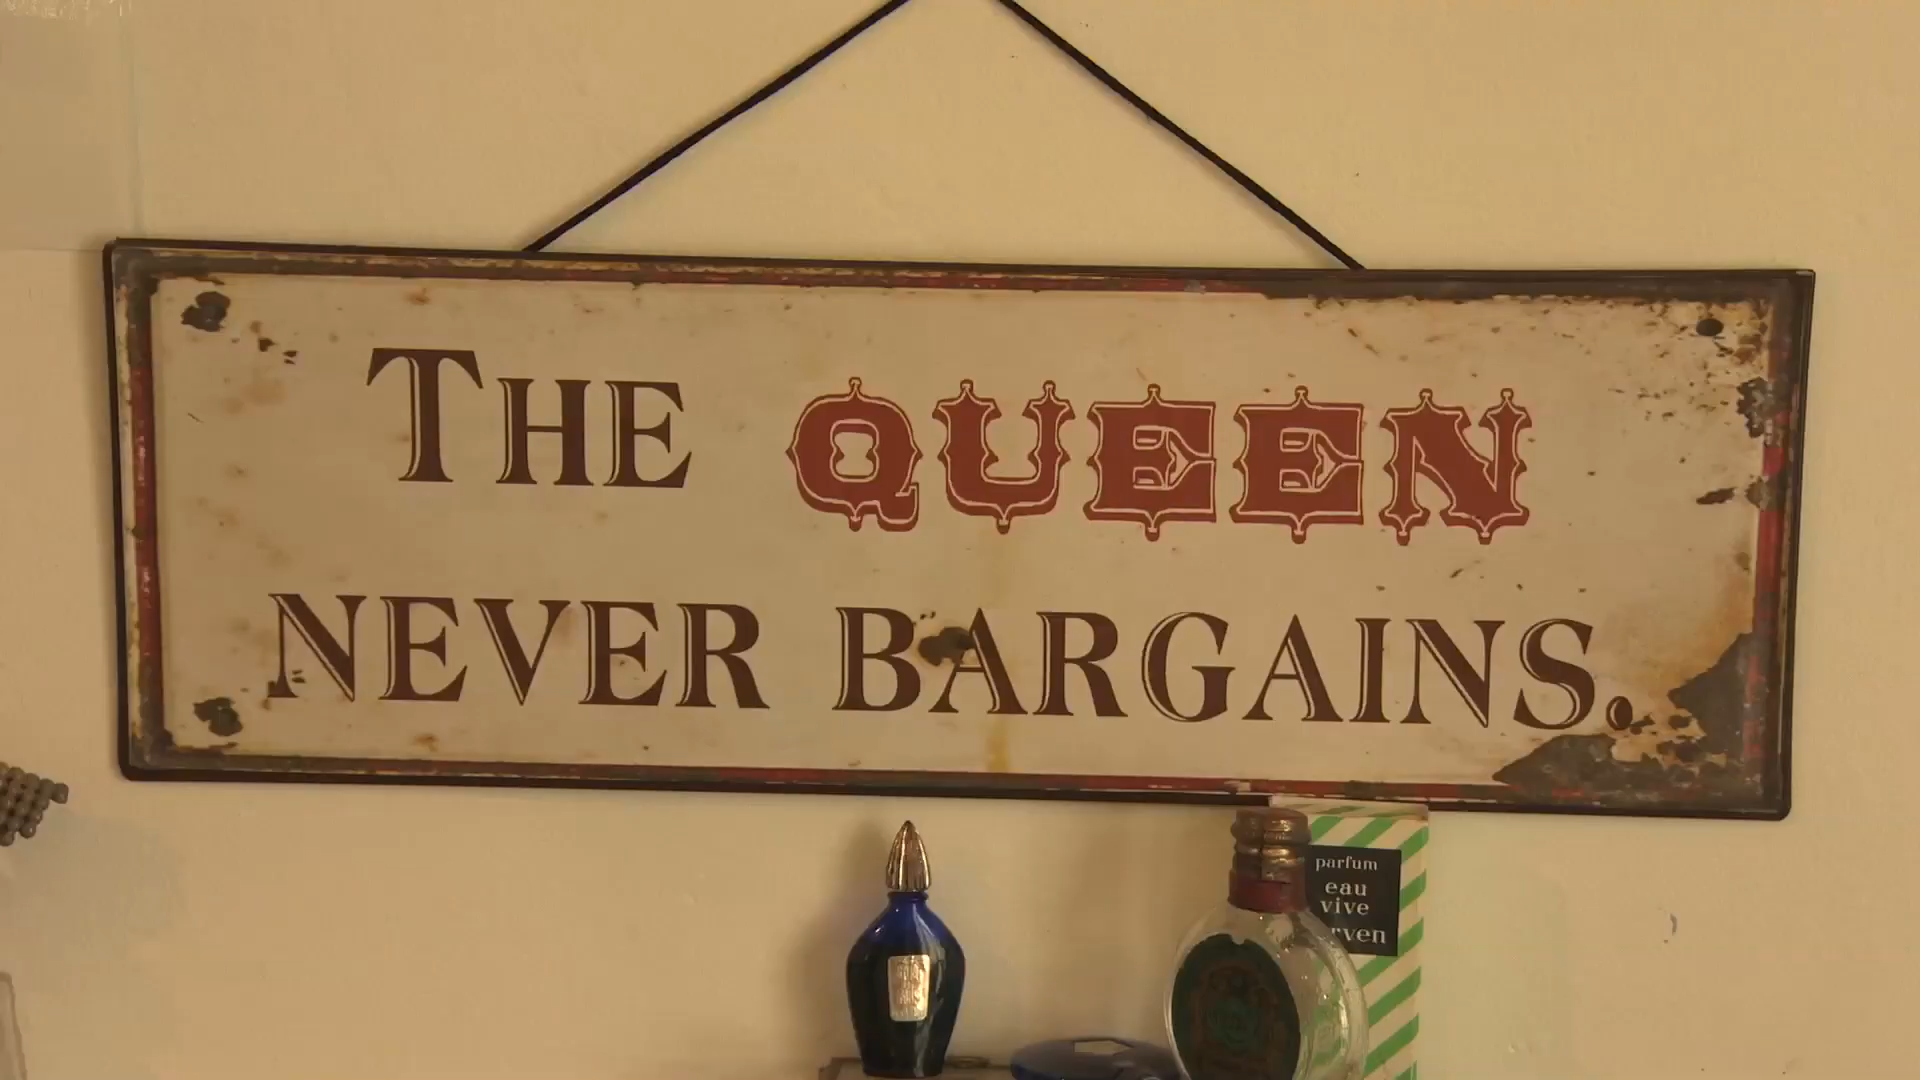 THE QUEEN
NEVER BARGAINS.
parfum
eau
vive
rven